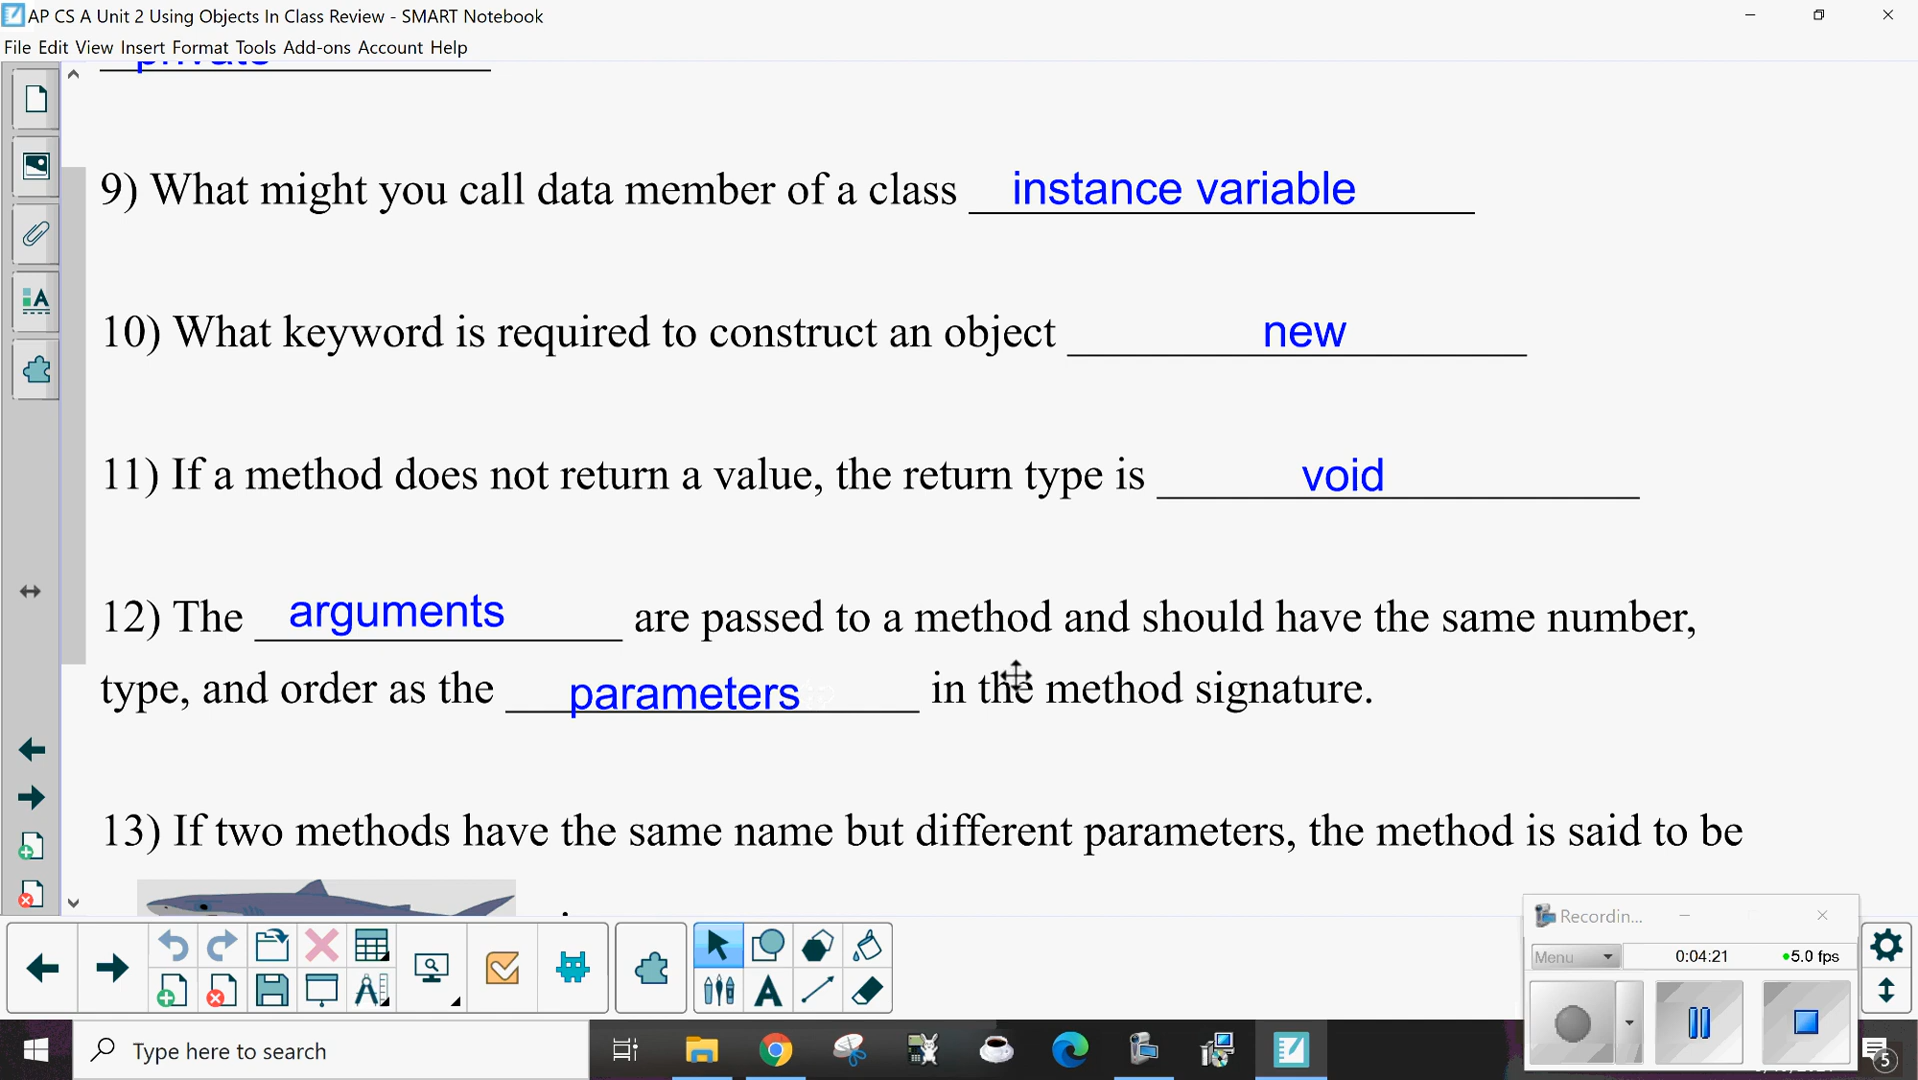 AP CS A Unit 2 Using Objects In Class Review - SMART Notebook
File Edit View Insert Format Tools Add-ons Account Help
private
9) What might you call data member of a class instance variable
10) What keyword is required to construct an object new
11) If a method does not return a value, the return type is void
12) The arguments are passed to a method and should have the same number,
type, and order as the parameters in the method signature.
13) If two methods have the same name but different parameters, the method is said to be
Recordin...
Menu 0:04:21 5.0 fps
Type here to search
5